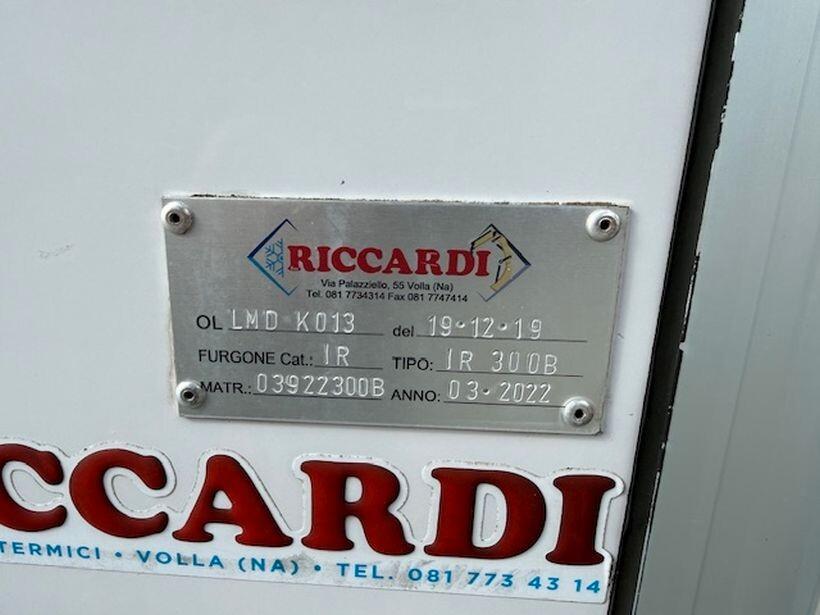 RICCARDI
Via Palazziello, 55 Volla (Na)
Tel. 081 7734314 Fax 081 7747414
OL LMD K013 del 19·12·19
FURGONE Cat.: IR TIPO: IR 300B
MATR.: 03922300B ANNO: 03·2022
CCARDI
TERMICI • VOLLA (NA) • TEL. 081 773 43 14